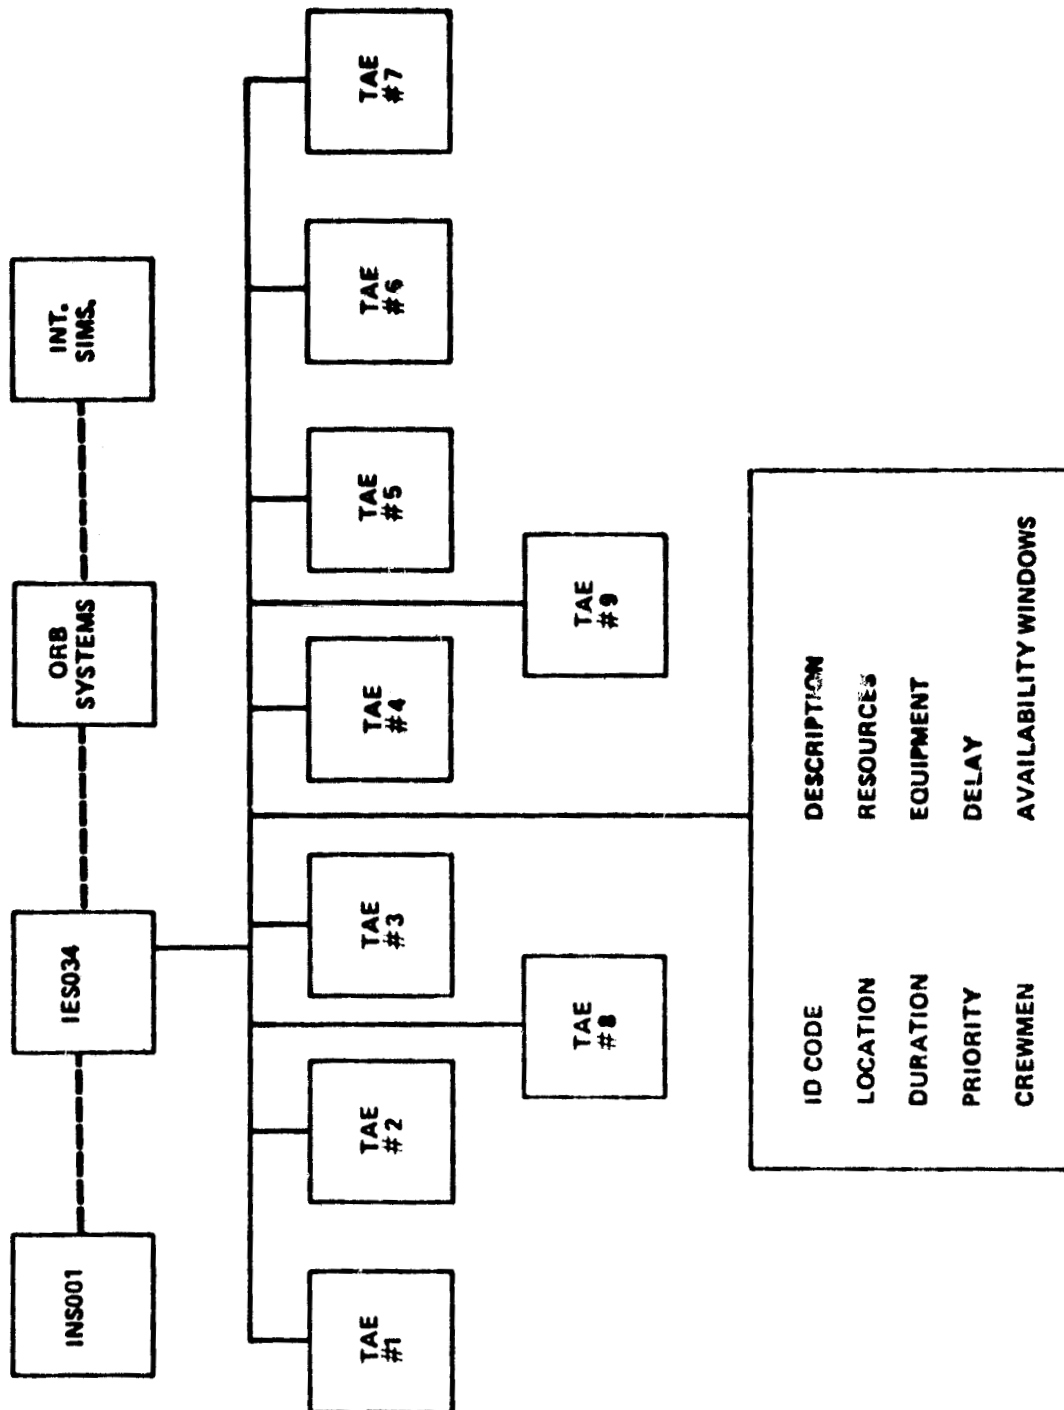 INS001
IES034
ORB
SYSTEMS
INT.
SIMS.
TAE
#1
TAE
#2
TAE
#3
TAE
#4
TAE
#5
TAE
#6
TAE
#7
TAE
#8
TAE
#9
ID CODE DESCRIPTION
LOCATION RESOURCES
DURATION EQUIPMENT
PRIORITY DELAY
CREWMEN AVAILABILITY WINDOWS